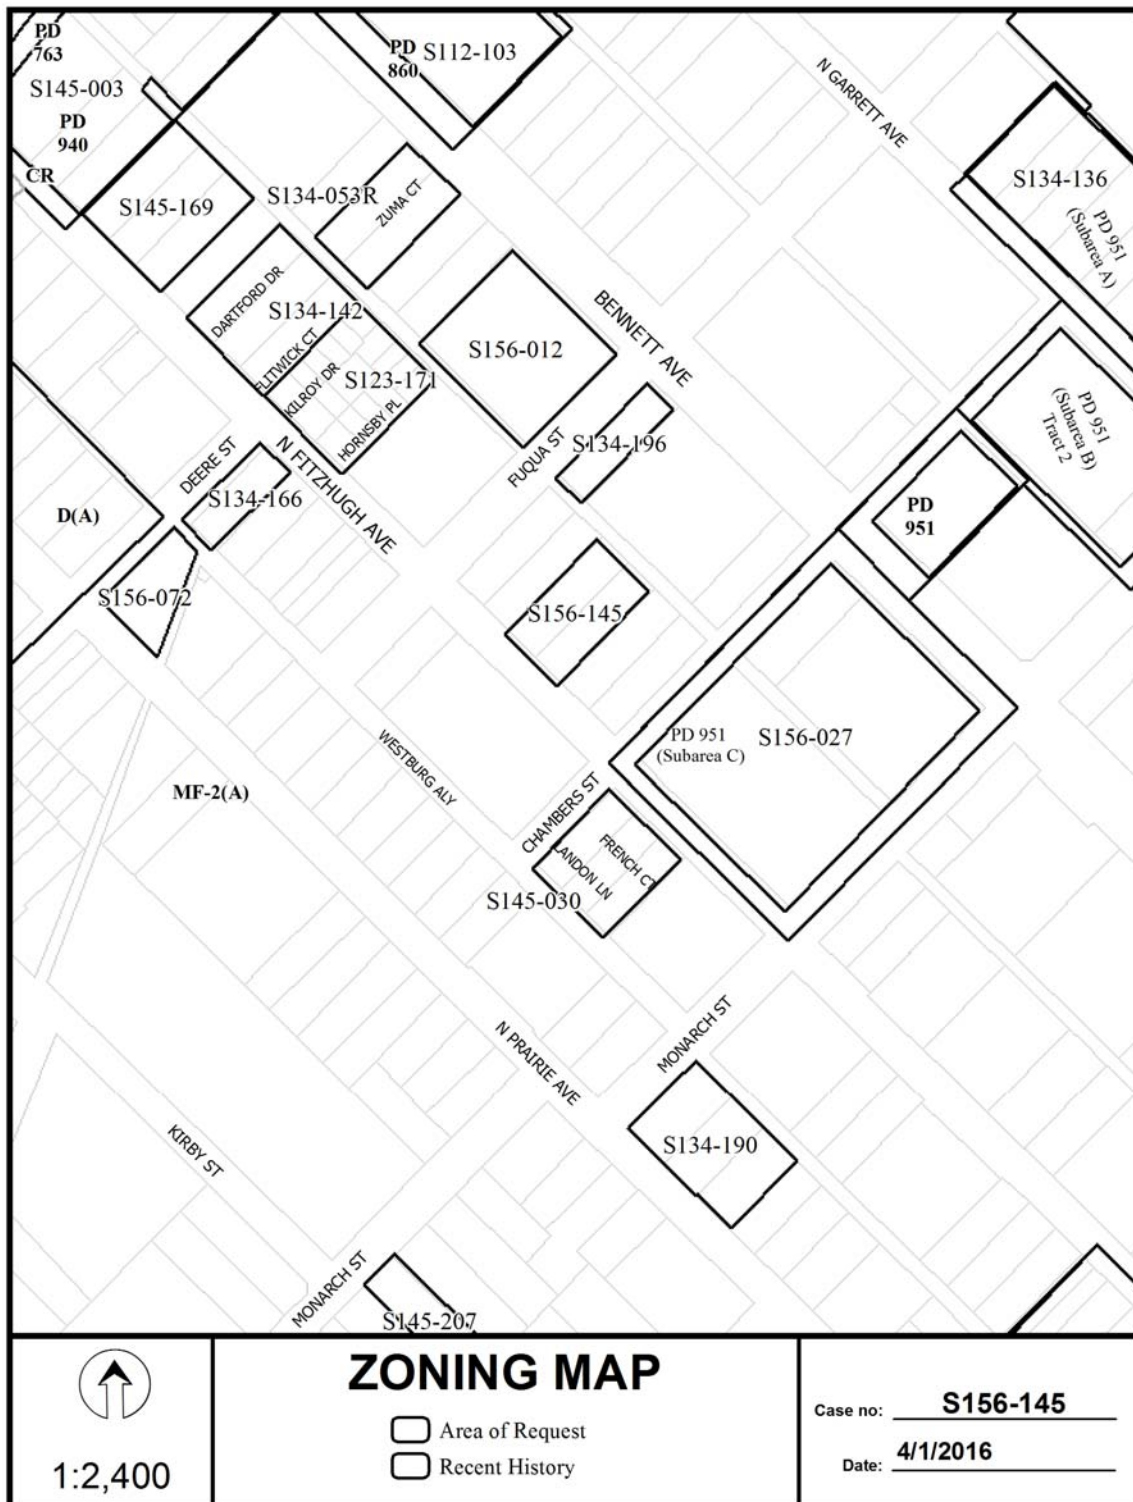 PD
763
S145-003
PD
940
CR
PD
860
S112-103
N GARRETT AVE
S134-136
PD 951
(Subarea A)
S145-169
S134-053R
ZUMA CT
DARTFORD DR
S134-142
FLITWICK CT
KILROY DR
S123-171
HORNSBY PL
S156-012
BENNETT AVE
FUQUA ST
S134-196
PD 951
(Subarea B)
Tract 2
PD
951
DEERE ST
S134-166
N FITZHUGH AVE
D(A)
S156-072
S156-145
PD 951
(Subarea C)
S156-027
WESTBURG ALY
MF-2(A)
CHAMBERS ST
FRENCH CT
LANDON LN
S145-030
N PRAIRIE AVE
MONARCH ST
S134-190
KIRBY ST
MONARCH ST
S145-207
1:2,400
ZONING MAP
Area of Request
Recent History
Case no: S156-145
Date: 4/1/2016